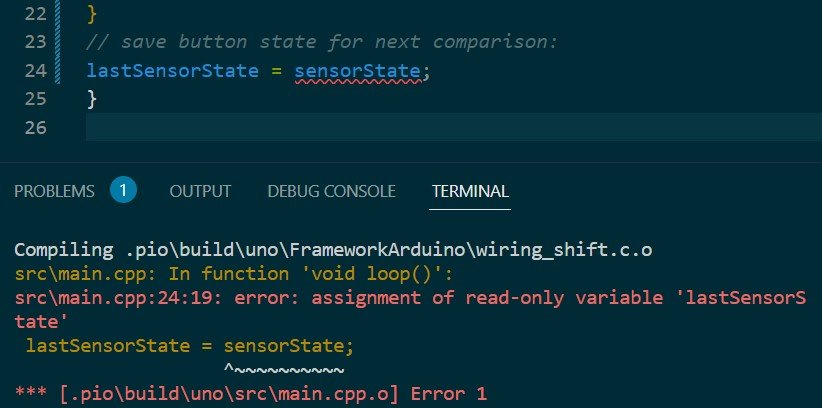 22 }
23 // save button state for next comparison:
24 lastSensorState = sensorState;
25 }
26
PROBLEMS 1 OUTPUT DEBUG CONSOLE TERMINAL
Compiling .pio\build\uno\FrameworkArduino\wiring_shift.c.o
src\main.cpp: In function 'void loop()':
src\main.cpp:24:19: error: assignment of read-only variable 'lastSensorS
tate'
 lastSensorState = sensorState;
                   ^~~~~~~~~~~
*** [.pio\build\uno\src\main.cpp.o] Error 1